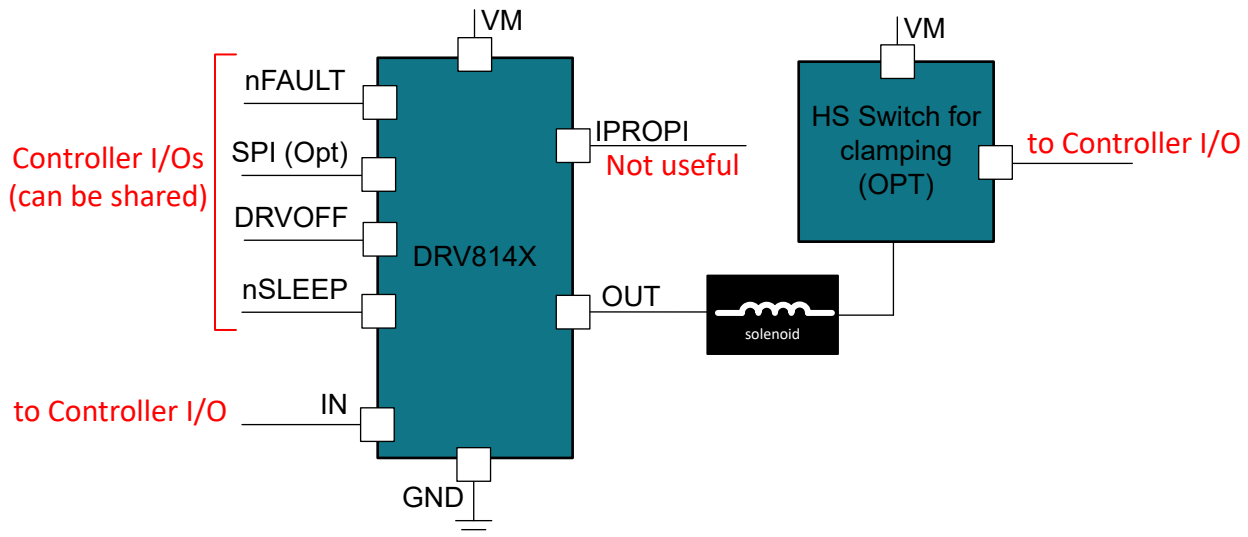 VM
nFAULT
SPI (Opt)
DRVOFF
nSLEEP
Controller I/Os
(can be shared)
IN
to Controller I/O
DRV814X
IPROPI
Not useful
OUT
GND
solenoid
VM
HS Switch for
clamping
(OPT)
to Controller I/O